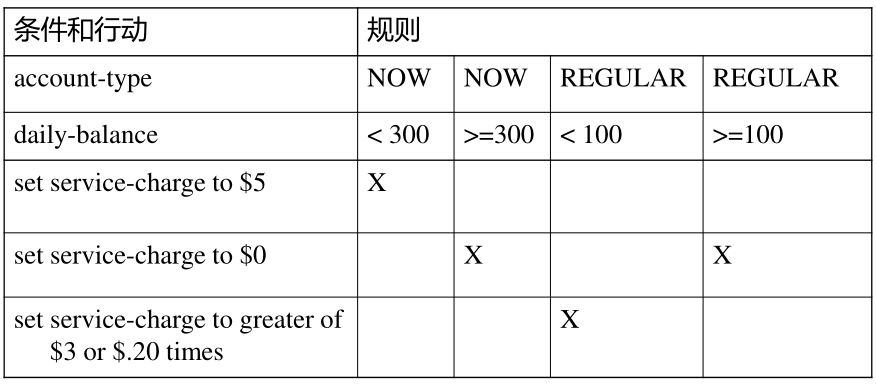 条件和行动 规则
account-type NOW NOW REGULAR REGULAR
daily-balance < 300 >=300 < 100 >=100
set service-charge to $5 X
set service-charge to $0 X X
set service-charge to greater of X
$3 or $.20 times